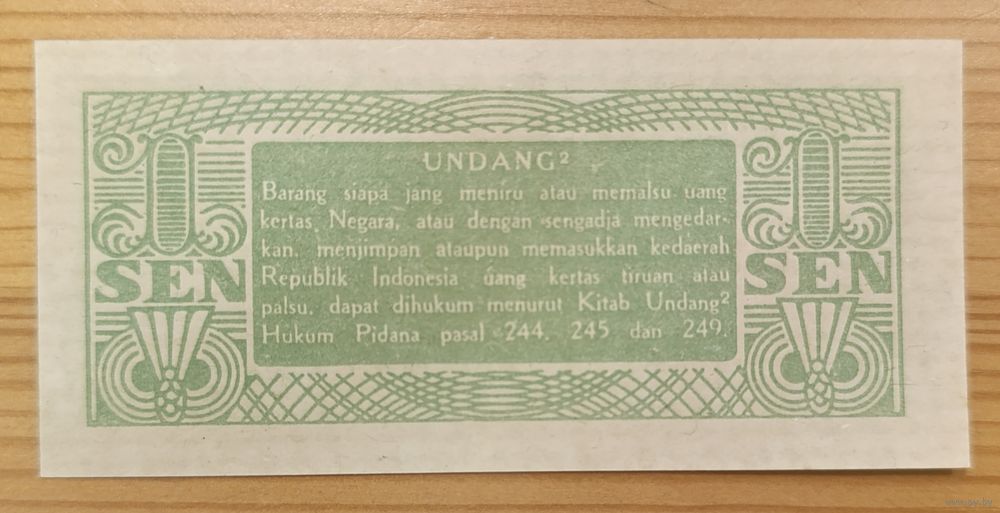 UNDANG²
1 SEN
Barang siapa jang meniru atau memalsu uang
kertas Negara, atau dengan sengadja mengedar-
kan, menjimpan ataupun memasukkan kedaerah
Republik Indonesia uang kertas tiruan atau
palsu, dapat dihukum menurut Kitab Undang²
Hukum Pidana pasal 244, 245 dan 249.
1 SEN